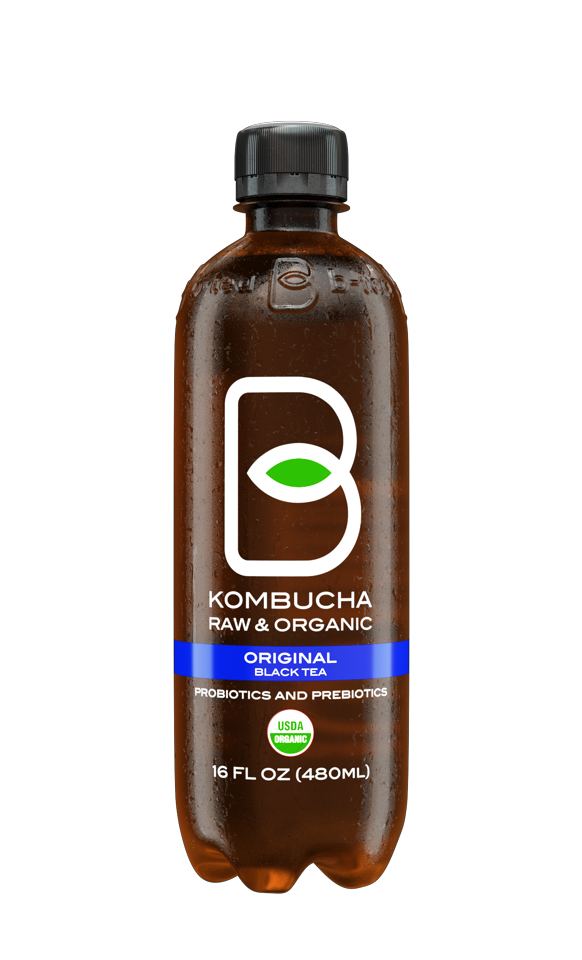 B
KOMBUCHA
RAW & ORGANIC
ORIGINAL
BLACK TEA
PROBIOTICS AND PREBIOTICS
USDA
ORGANIC
16 FL OZ (480ML)